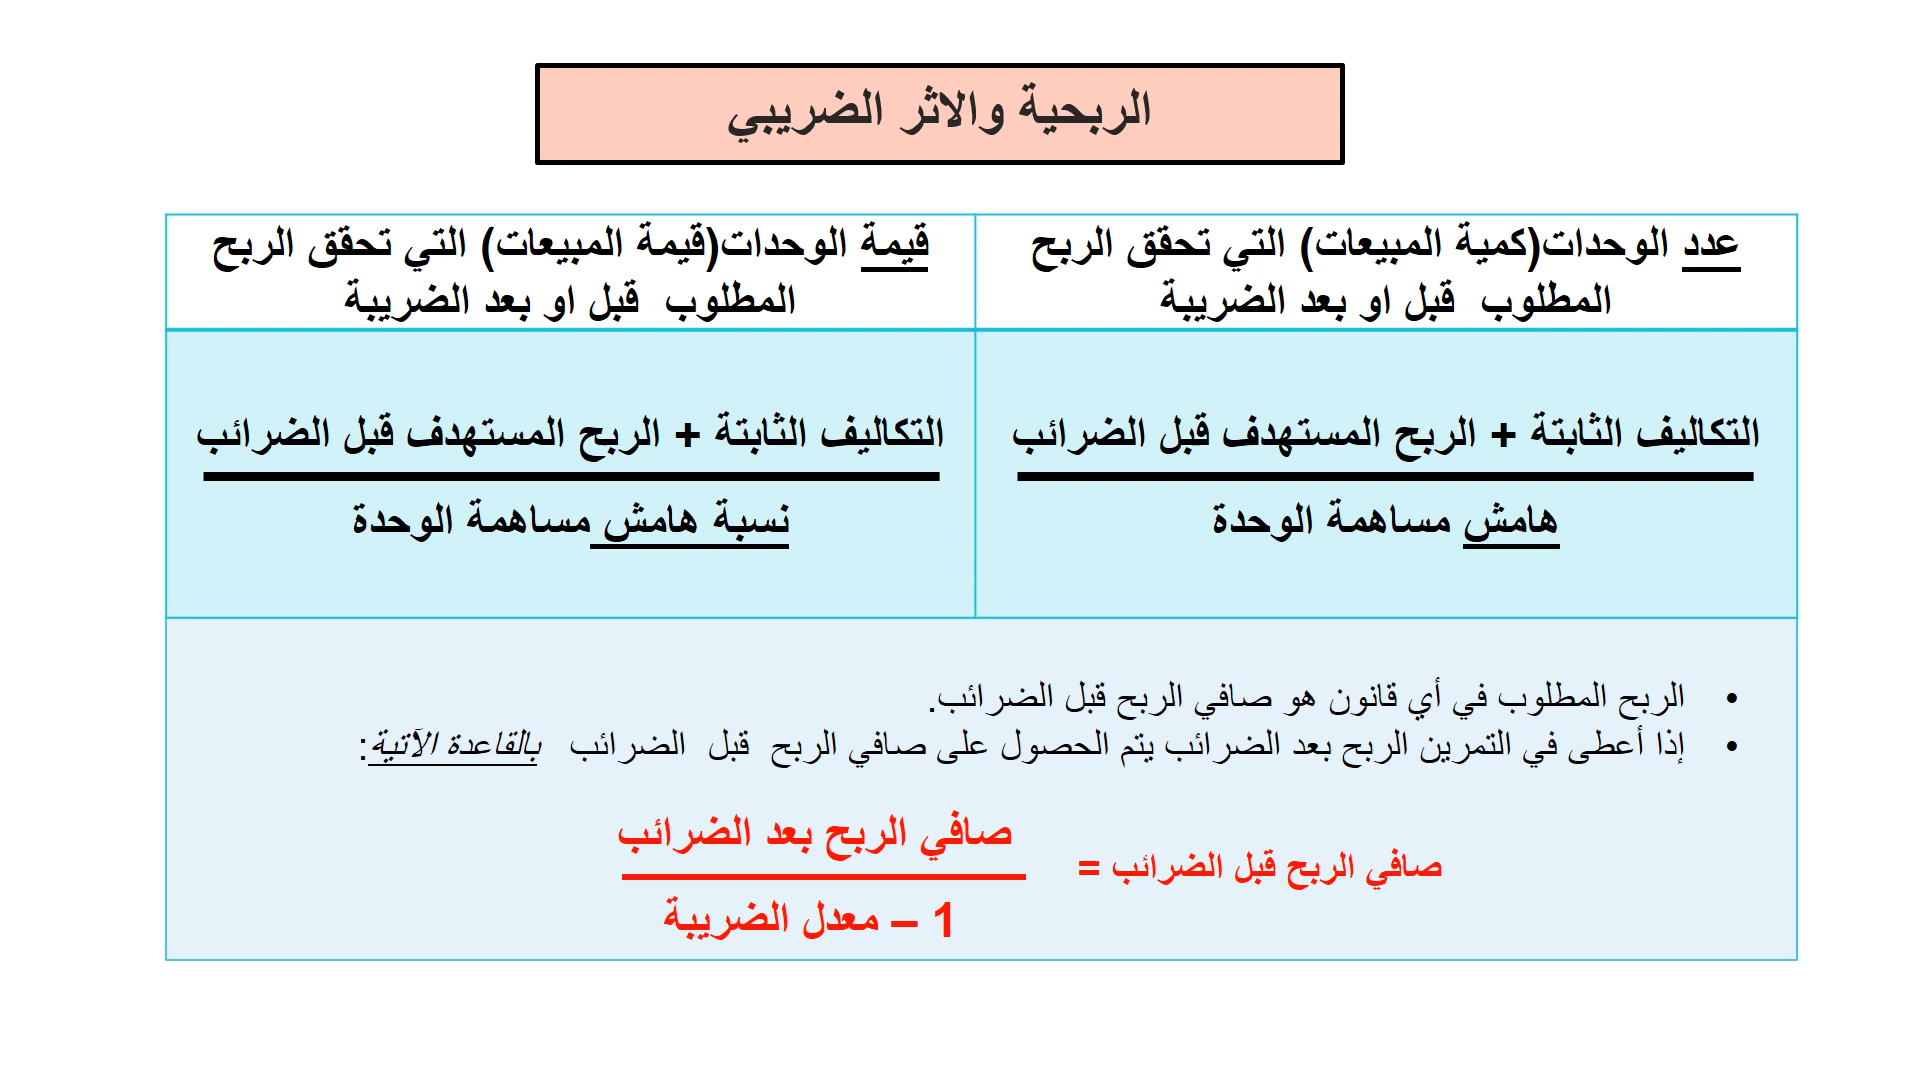 الربحية والاثر الضريبي
عدد الوحدات(كمية المبيعات) التي تحقق الربح
المطلوب قبل او بعد الضريبة
قيمة الوحدات(قيمة المبيعات) التي تحقق الربح
المطلوب قبل او بعد الضريبة
التكاليف الثابتة + الربح المستهدف قبل الضرائب
هامش مساهمة الوحدة
التكاليف الثابتة + الربح المستهدف قبل الضرائب
نسبة هامش مساهمة الوحدة
• الربح المطلوب في أي قانون هو صافي الربح قبل الضرائب.
• إذا أعطى في التمرين الربح بعد الضرائب يتم الحصول على صافي الربح قبل الضرائب بالقاعدة الآتية:
صافي الربح قبل الضرائب =
صافي الربح بعد الضرائب
1 – معدل الضريبة